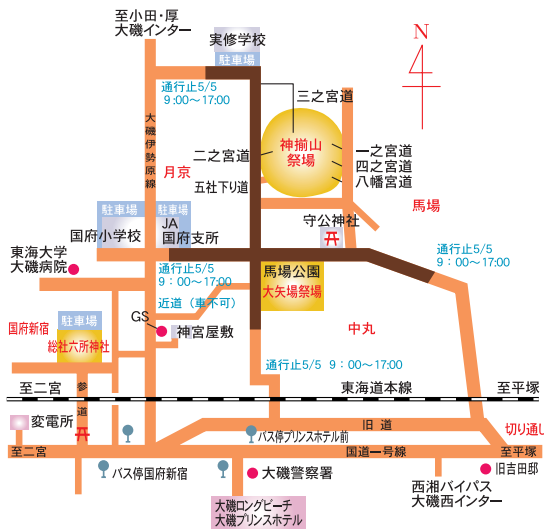 至小田・厚
大磯インター
実修学校
駐車場
N
通行止5/5
9:00〜17:00
三之宮道
大磯伊勢原線
神揃山
祭場
二之宮道
一之宮道
四之宮道
八幡宮道
月京
五社下り道
馬場
駐車場
駐車場
守公神社
国府小学校
JA
国府支所
東海大学
大磯病院
通行止5/5
9：00〜17:00
馬場公園
大矢場祭場
通行止5/5
9：00〜17:00
近道（車不可）
国府新宿
駐車場
GS
神宮屋敷
中丸
総社六所神社
通行止5/5 9：00〜17:00
至二宮
参道
東海道本線
至平塚
変電所
旧道
切り通し
バス停プリンスホテル前
至二宮
国道一号線
至平塚
バス停国府新宿
大磯警察署
旧吉田邸
西湘バイパス
大磯西インター
大磯ロングビーチ
大磯プリンスホテル